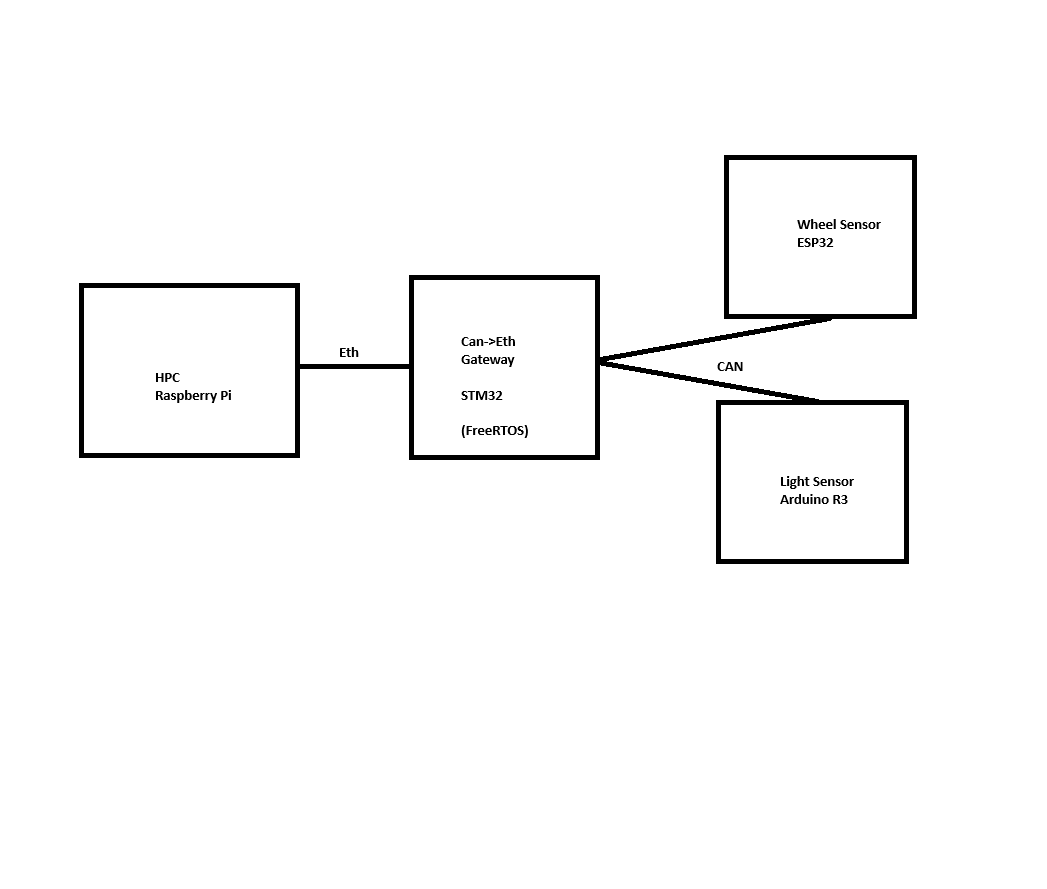 HPC
Raspberry Pi
Eth
Can->Eth
Gateway
STM32
(FreeRTOS)
CAN
Wheel Sensor
ESP32
Light Sensor
Arduino R3